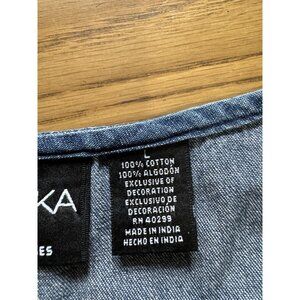 KA
ES
L
100% COTTON
100% ALGODÓN
EXCLUSIVE OF
DECORATION
EXCLUSIVO DE
DECORACIÓN
RN 40299
MADE IN INDIA
HECHO EN INDIA